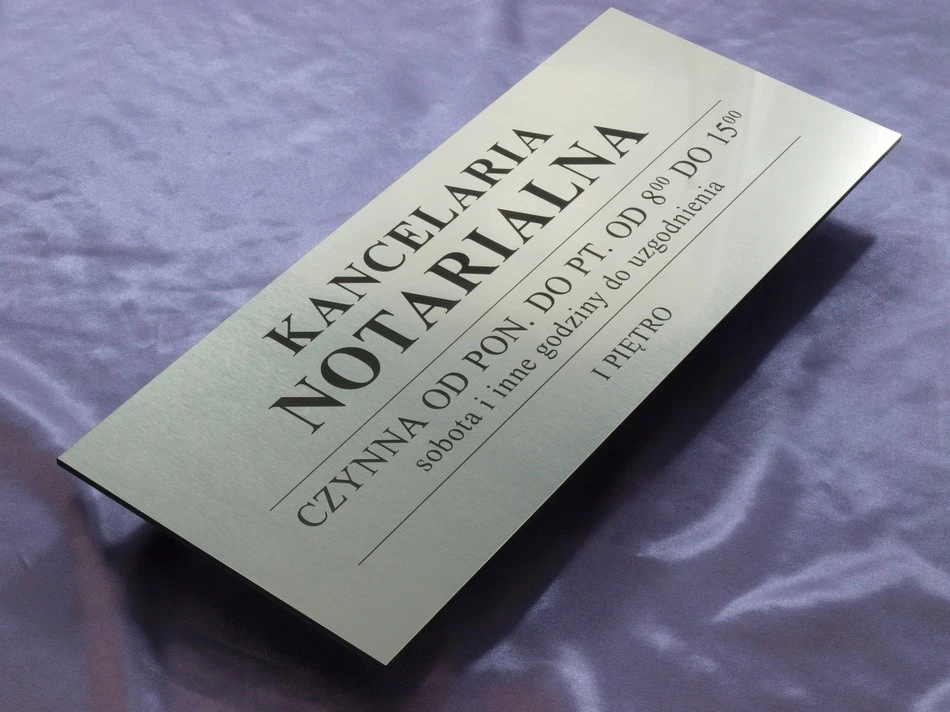 KANCELARIA
NOTARIALNA
CZYNNA OD PON. DO PT. OD 8⁰⁰ DO 15⁰⁰
sobota i inne godziny do uzgodnienia
I PIĘTRO